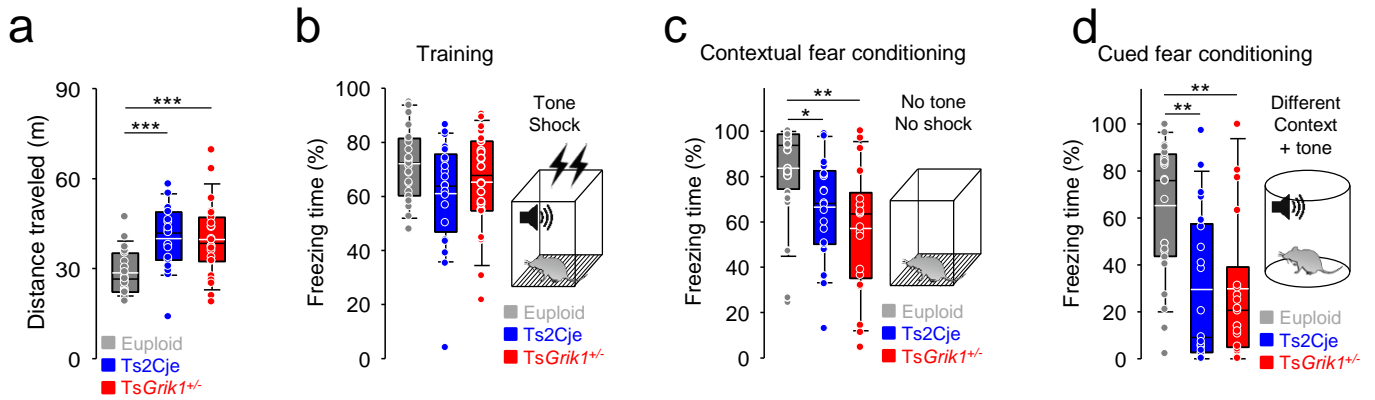 a
Distance traveled (m)
90
60
30
0
***
***
Euploid
Ts2Cje
TsGrik1+/-
b
Training
Freezing time (%)
100
80
60
40
20
0
Tone
Shock
Euploid
Ts2Cje
TsGrik1+/-
c
Contextual fear conditioning
Freezing time (%)
100
80
60
40
20
0
**
*
No tone
No shock
Euploid
Ts2Cje
TsGrik1+/-
d
Cued fear conditioning
Freezing time (%)
100
80
60
40
20
0
**
**
Different
Context
+ tone
Euploid
Ts2Cje
TsGrik1+/-